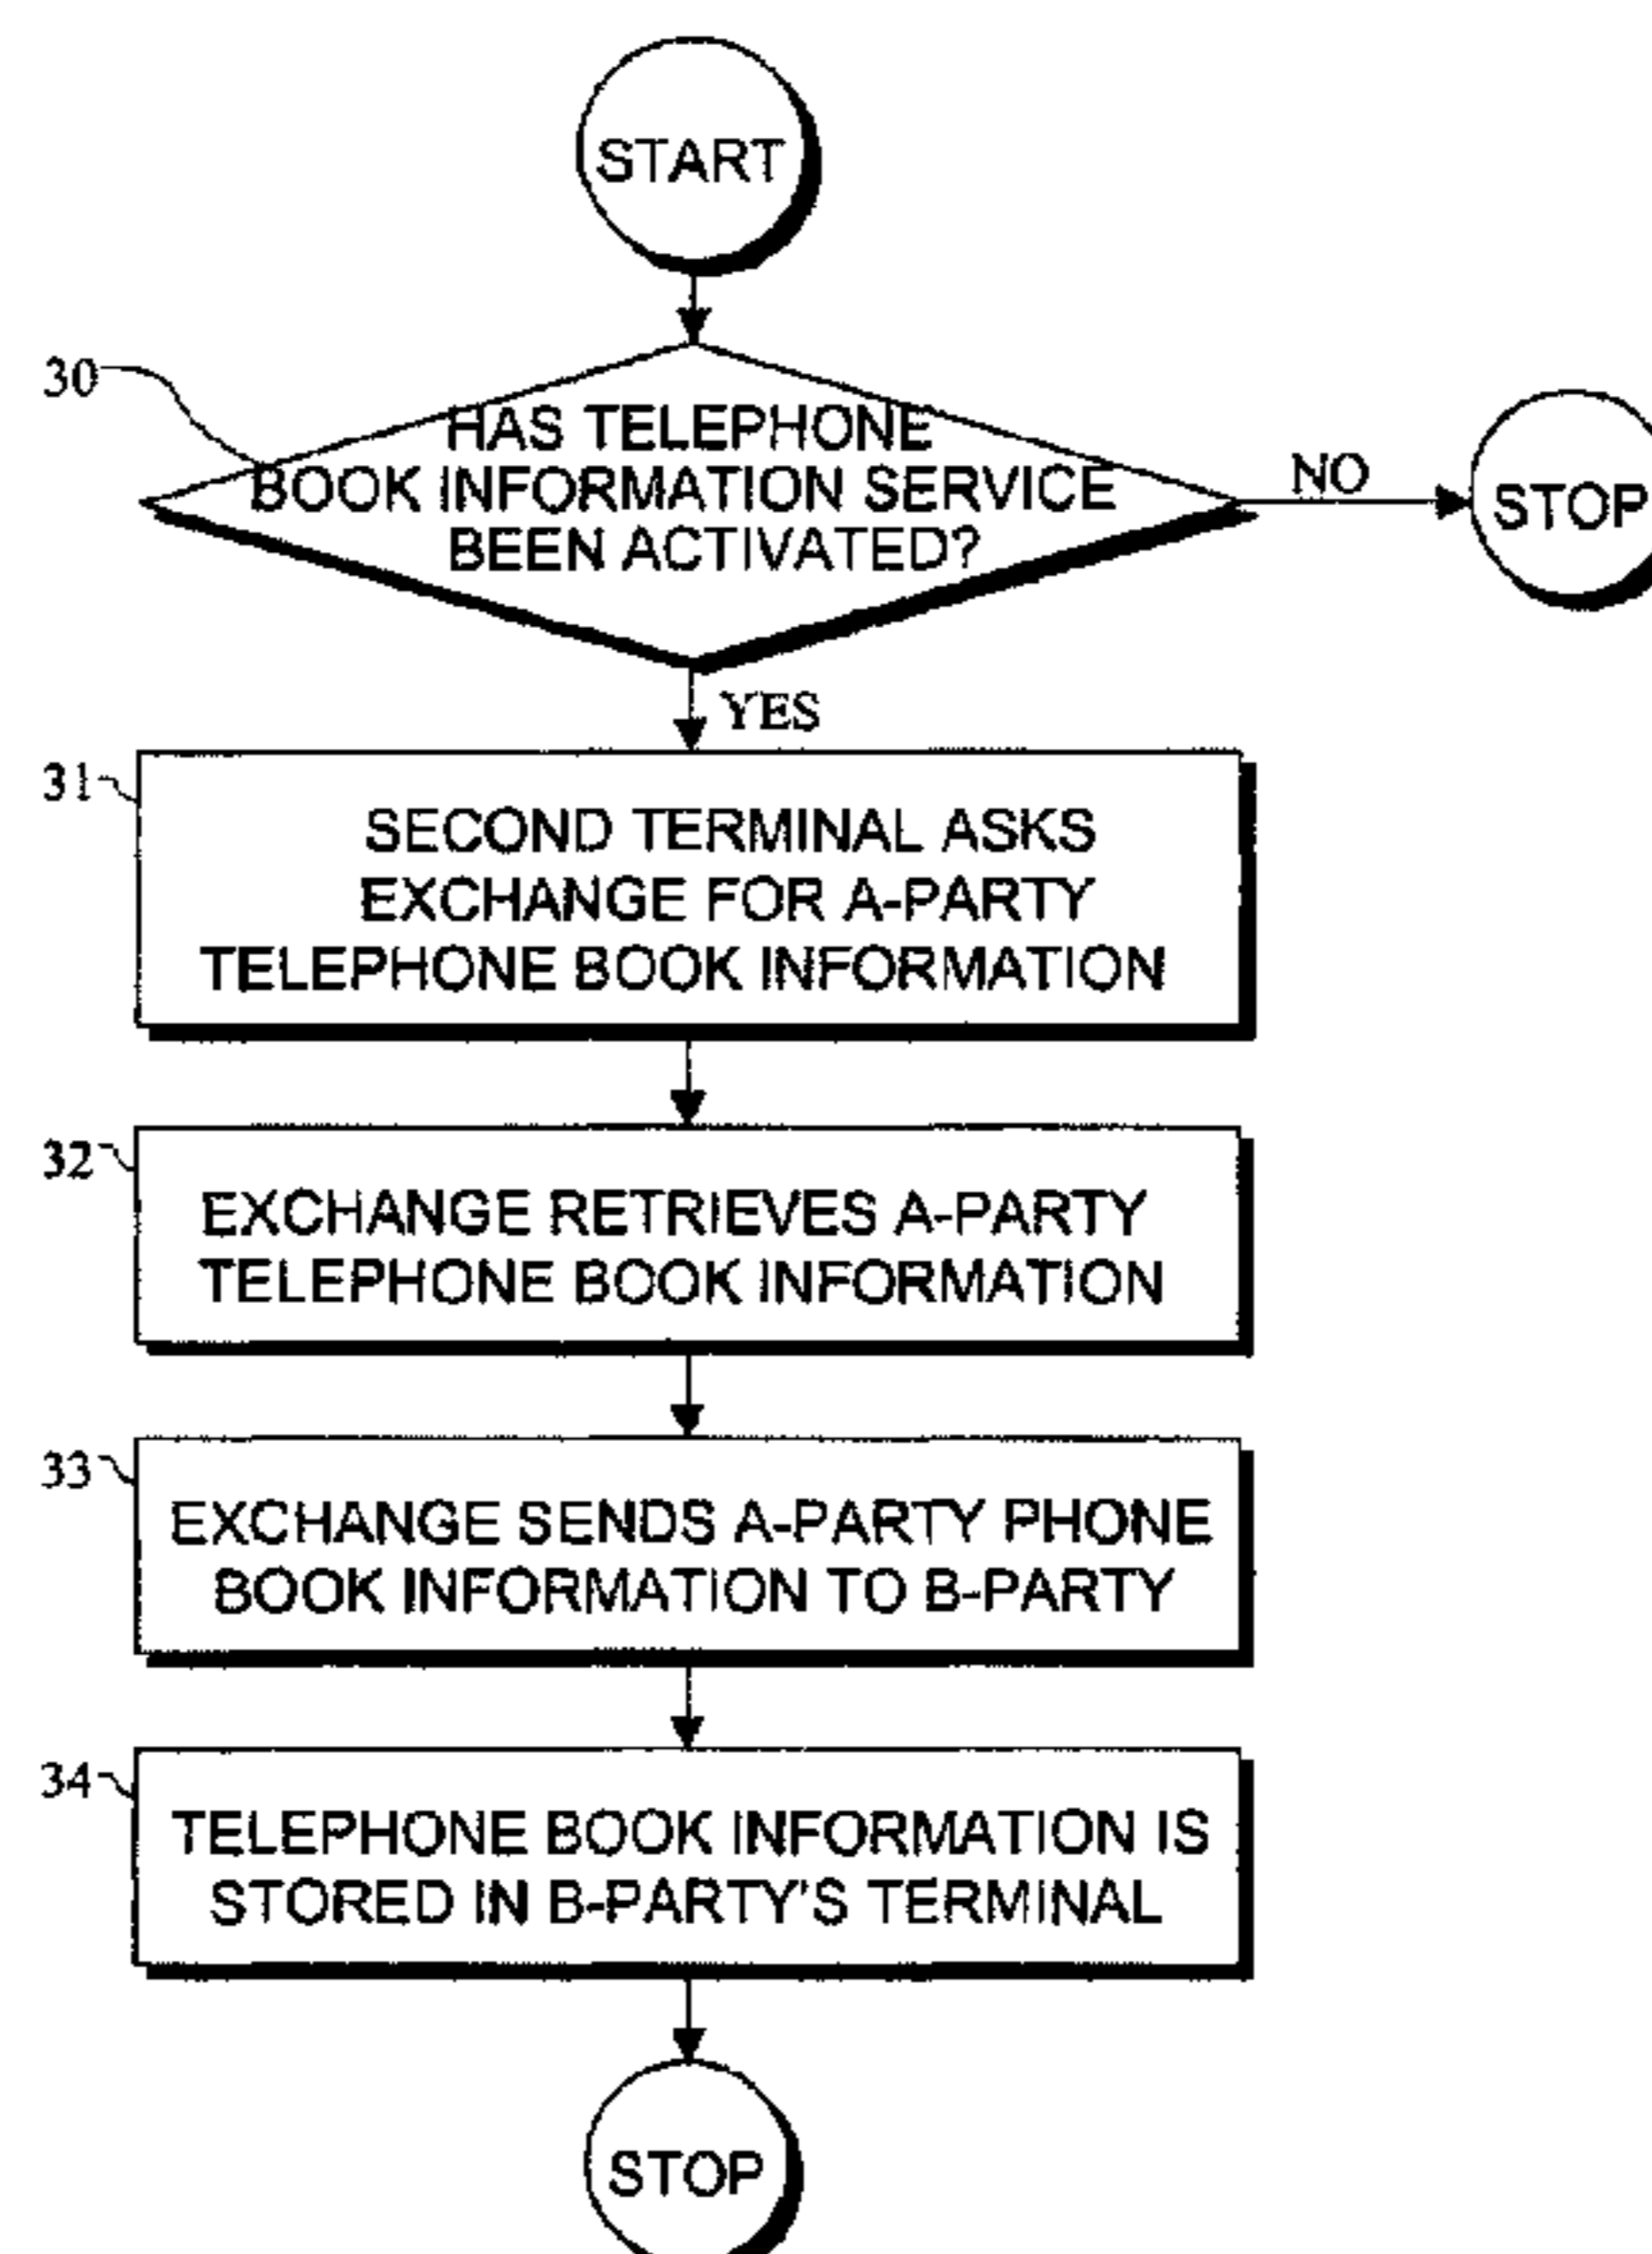 START
30
HAS TELEPHONE
BOOK INFORMATION SERVICE
BEEN ACTIVATED?
NO
STOP
YES
31
SECOND TERMINAL ASKS
EXCHANGE FOR A-PARTY
TELEPHONE BOOK INFORMATION
32
EXCHANGE RETRIEVES A-PARTY
TELEPHONE BOOK INFORMATION
33
EXCHANGE SENDS A-PARTY PHONE
BOOK INFORMATION TO B-PARTY
34
TELEPHONE BOOK INFORMATION IS
STORED IN B-PARTY'S TERMINAL
STOP